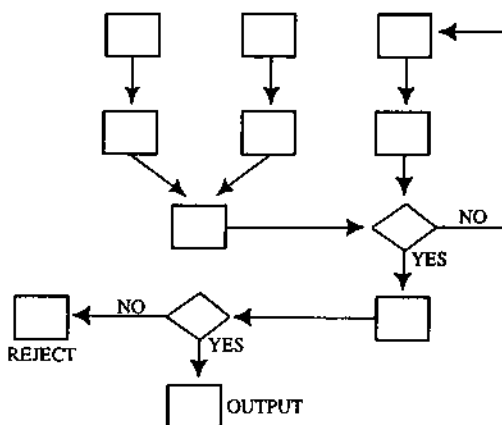 NO
YES
NO
YES
REJECT
OUTPUT